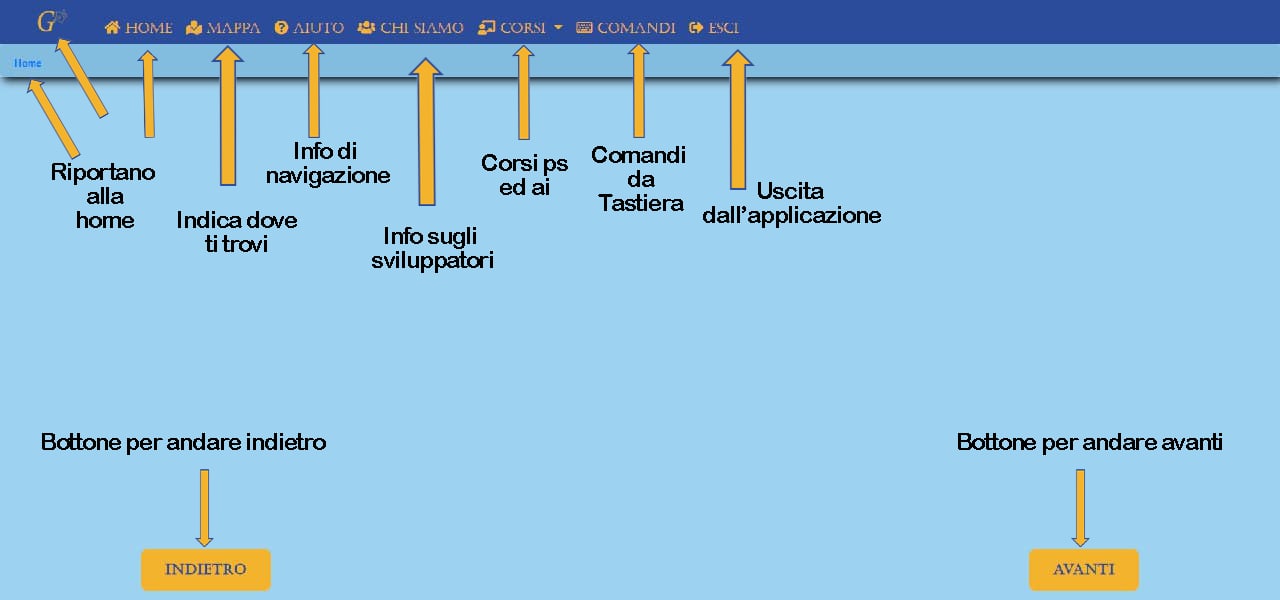 G
HOME MAPPA AIUTO CHI SIAMO CORSI COMANDI ESCI
Home
Riportano
alla
home
Indica dove
ti trovi
Info di
navigazione
Info sugli
sviluppatori
Corsi ps
ed ai
Comandi
da
Tastiera
Uscita
dall'applicazione
Bottone per andare indietro
Bottone per andare avanti
INDIETRO
AVANTI